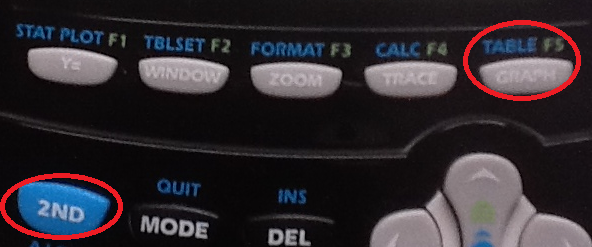 STAT PLOT F1 TBLSET F2 FORMAT F3 CALC F4 TABLE F5
Y= WINDOW ZOOM TRACE GRAPH
QUIT INS
2ND MODE DEL